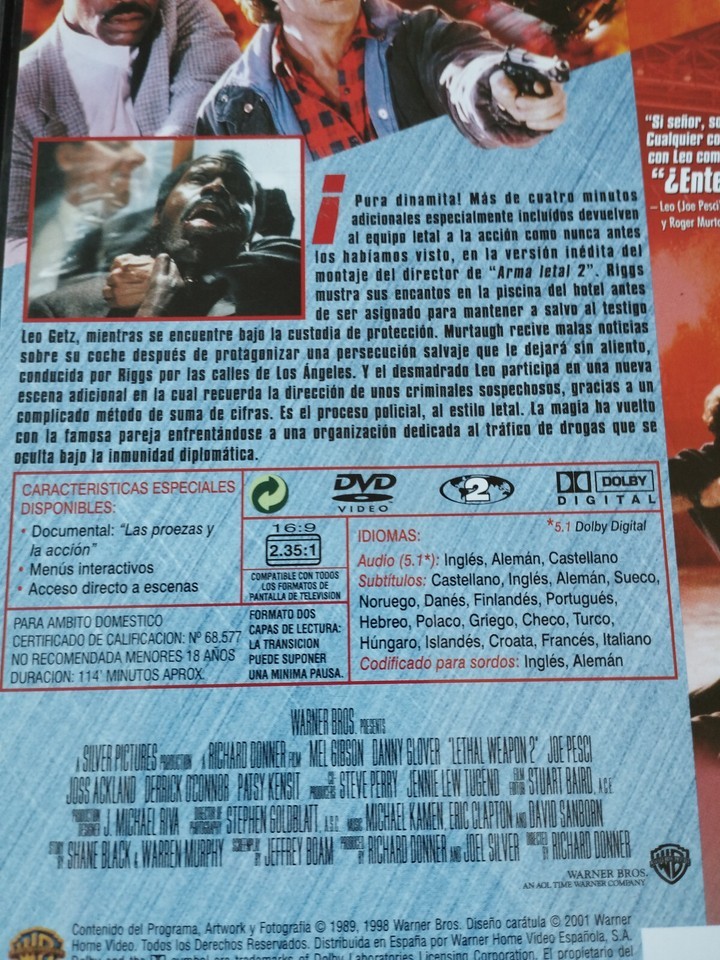 "Si señor, 
Cualquier
con Leo
"¿Ente
– Leo (Joe Pesci
y Roger
¡Pura dinamita! Más de cuatro minutos
adicionales especialmente incluidos devuelven
al equipo letal a la acción como nunca antes
los habíamos visto, en la versión inédita del
montaje del director de "Arma letal 2". Riggs
mustra sus encantos en la piscina del hotel antes
de ser asignado para mantener a salvo al testigo
Leo Getz, mientras se encuentre bajo la custodia de protección. Murtaugh recive malas noticias
sobre su coche después de protagonizar una persecución salvaje que le dejará sin aliento,
conducida por Riggs por las calles de Los Ángeles. Y el desmadrado Leo participa en una nueva
escena adicional en la cual recuerda la dirección de unos criminales sospechosos, gracias a un
complicado método de suma de cifras. Es el proceso policial, al estilo letal. La magia ha vuelto
con la famosa pareja enfrentándose a una organización dedicada al tráfico de drogas que se
oculta bajo la inmunidad diplomática.
CARACTERISTICAS ESPECIALES
DISPONIBLES:
• Documental: "Las proezas y
la acción"
• Menús interactivos
• Acceso directo a escenas
PARA AMBITO DOMESTICO
CERTIFICADO DE CALIFICACION: Nº 68.577
NO RECOMENDADA MENORES 18 AÑOS
DURACION: 114' MINUTOS APROX.
DVD
VIDEO
2
DOLBY
DIGITAL
16:9
2.35:1
COMPATIBLE CON TODOS
LOS FORMATOS DE
PANTALLA DE TELEVISION
FORMATO DOS
CAPAS DE LECTURA:
LA TRANSICION
PUEDE SUPONER
UNA MINIMA PAUSA.
*5.1 Dolby Digital
IDIOMAS:
Audio (5.1*): Inglés, Alemán, Castellano
Subtítulos: Castellano, Inglés, Alemán, Sueco,
Noruego, Danés, Finlandés, Portugués,
Hebreo, Polaco, Griego, Checo, Turco,
Húngaro, Islandés, Croata, Francés, Italiano
Codificado para sordos: Inglés, Alemán
WARNER BROS. PRESENTS
A SILVER PICTURES PRODUCTION A RICHARD DONNER FILM MEL GIBSON DANNY GLOVER "LETHAL WEAPON 2" JOE PESCI
JOSS ACKLAND DERRICK O'CONNOR PATSY KENSIT CO-PRODUCERS STEVE PERRY JENNIE LEW TUGEND FILM EDITOR STUART BAIRD, A.C.E.
PRODUCTION DESIGNER J. MICHAEL RIVA DIRECTOR OF PHOTOGRAPHY STEPHEN GOLDBLATT, A.S.C. MUSIC MICHAEL KAMEN, ERIC CLAPTON AND DAVID SANBORN
STORY BY SHANE BLACK & WARREN MURPHY SCREENPLAY BY JEFFREY BOAM PRODUCED BY RICHARD DONNER AND JOEL SILVER DIRECTED BY RICHARD DONNER
WARNER BROS.
AN AOL TIME WARNER COMPANY
Contenido del Programa, Artwork y Fotografia © 1989, 1998 Warner Bros. Diseño carátula © 2001 Warner
Home Video. Todos los Derechos Reservados. Distribuida en España por Warner Home Video Española, S.A.
Dolby and the symbol are trademarks of Dolby Laboratories Licensing Corporation. El propietario del